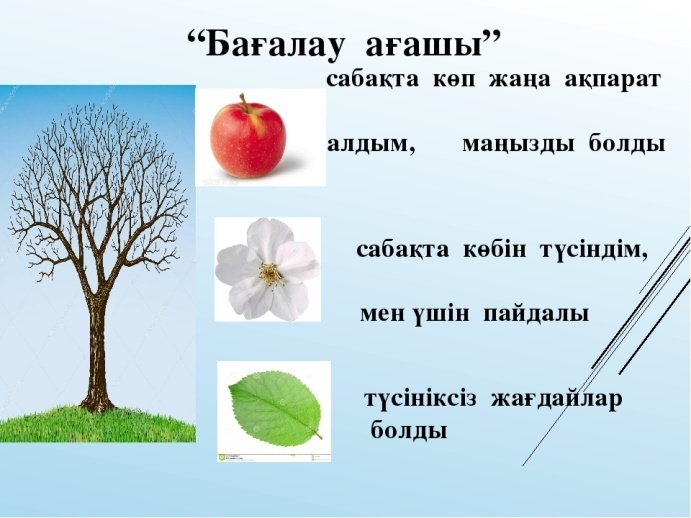 “Бағалау ағашы”
сабақта көп жаңа ақпарат
алдым, маңызды болды
сабақта көбін түсіндім,
мен үшін пайдалы
түсініксіз жағдайлар
болды